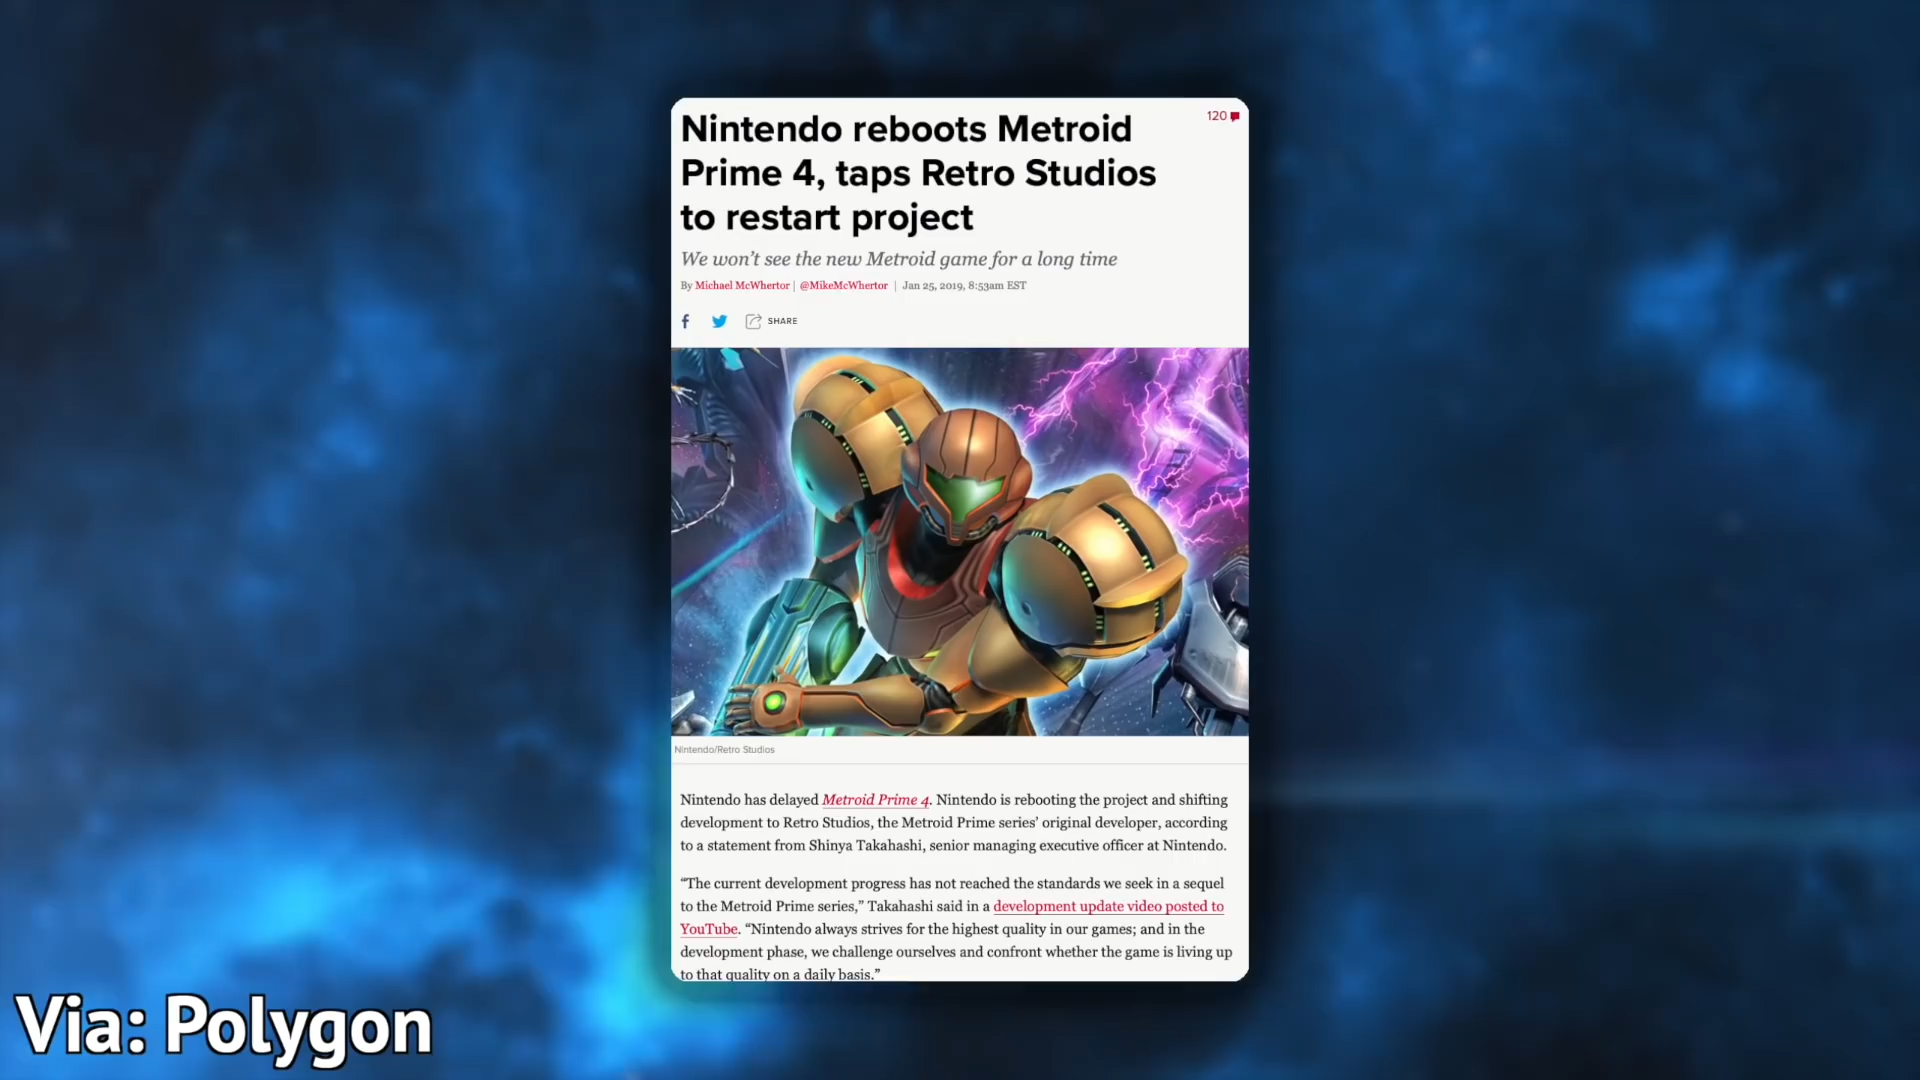 Nintendo reboots Metroid
Prime 4, taps Retro Studios
to restart project
120
We won't see the new Metroid game for a long time
By Michael McWhertor | @MikeMcWhertor | Jan 25, 2019, 8:53am EST
SHARE
Nintendo/Retro Studios
Nintendo has delayed Metroid Prime 4. Nintendo is rebooting the project and shifting
development to Retro Studios, the Metroid Prime series' original developer, according
to a statement from Shinya Takahashi, senior managing executive officer at Nintendo.
“The current development progress has not reached the standards we seek in a sequel
to the Metroid Prime series,” Takahashi said in a development update video posted to
YouTube. “Nintendo always strives for the highest quality in our games; and in the
development phase, we challenge ourselves and confront whether the game is living up
to that quality on a daily basis.”
Via: Polygon